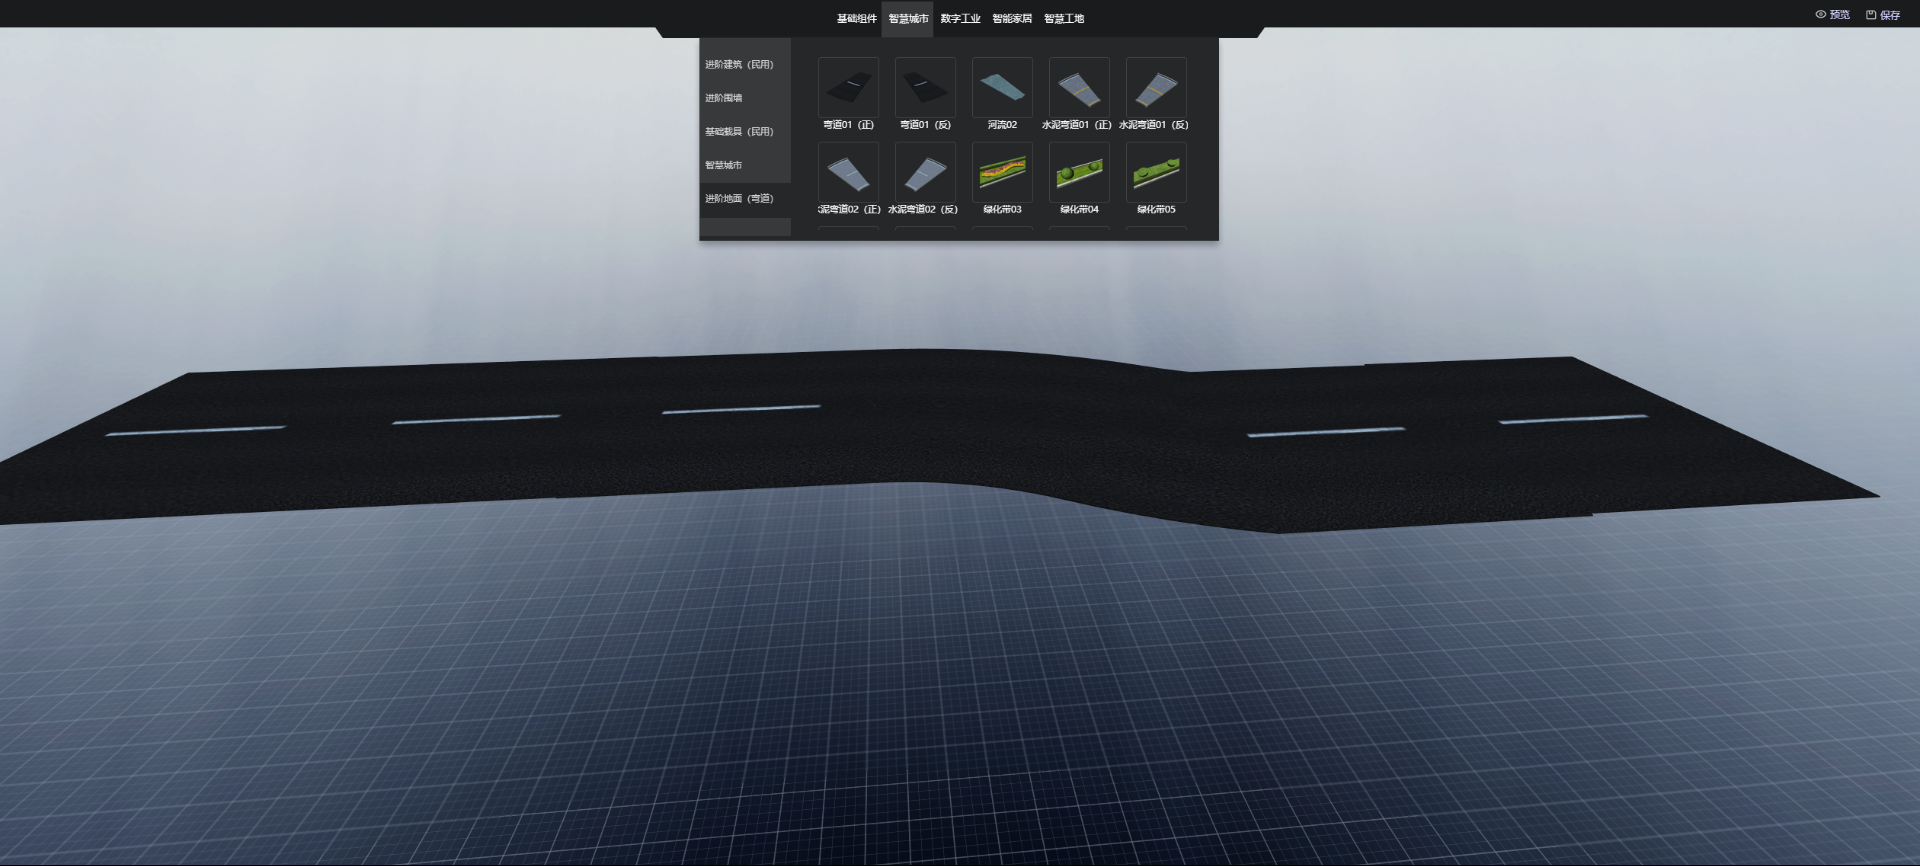 基础组件 智慧城市 数字工业 智能家居 智慧工地
预览 保存
进阶建筑（民用）
进阶围墙
基础载具（民用）
智慧城市
进阶地面（弯道）
弯道01（正） 弯道01（反） 河流02 水泥弯道01（正） 水泥弯道01（反）
泥弯道02（正） 水泥弯道02（反） 绿化带03 绿化带04 绿化带05